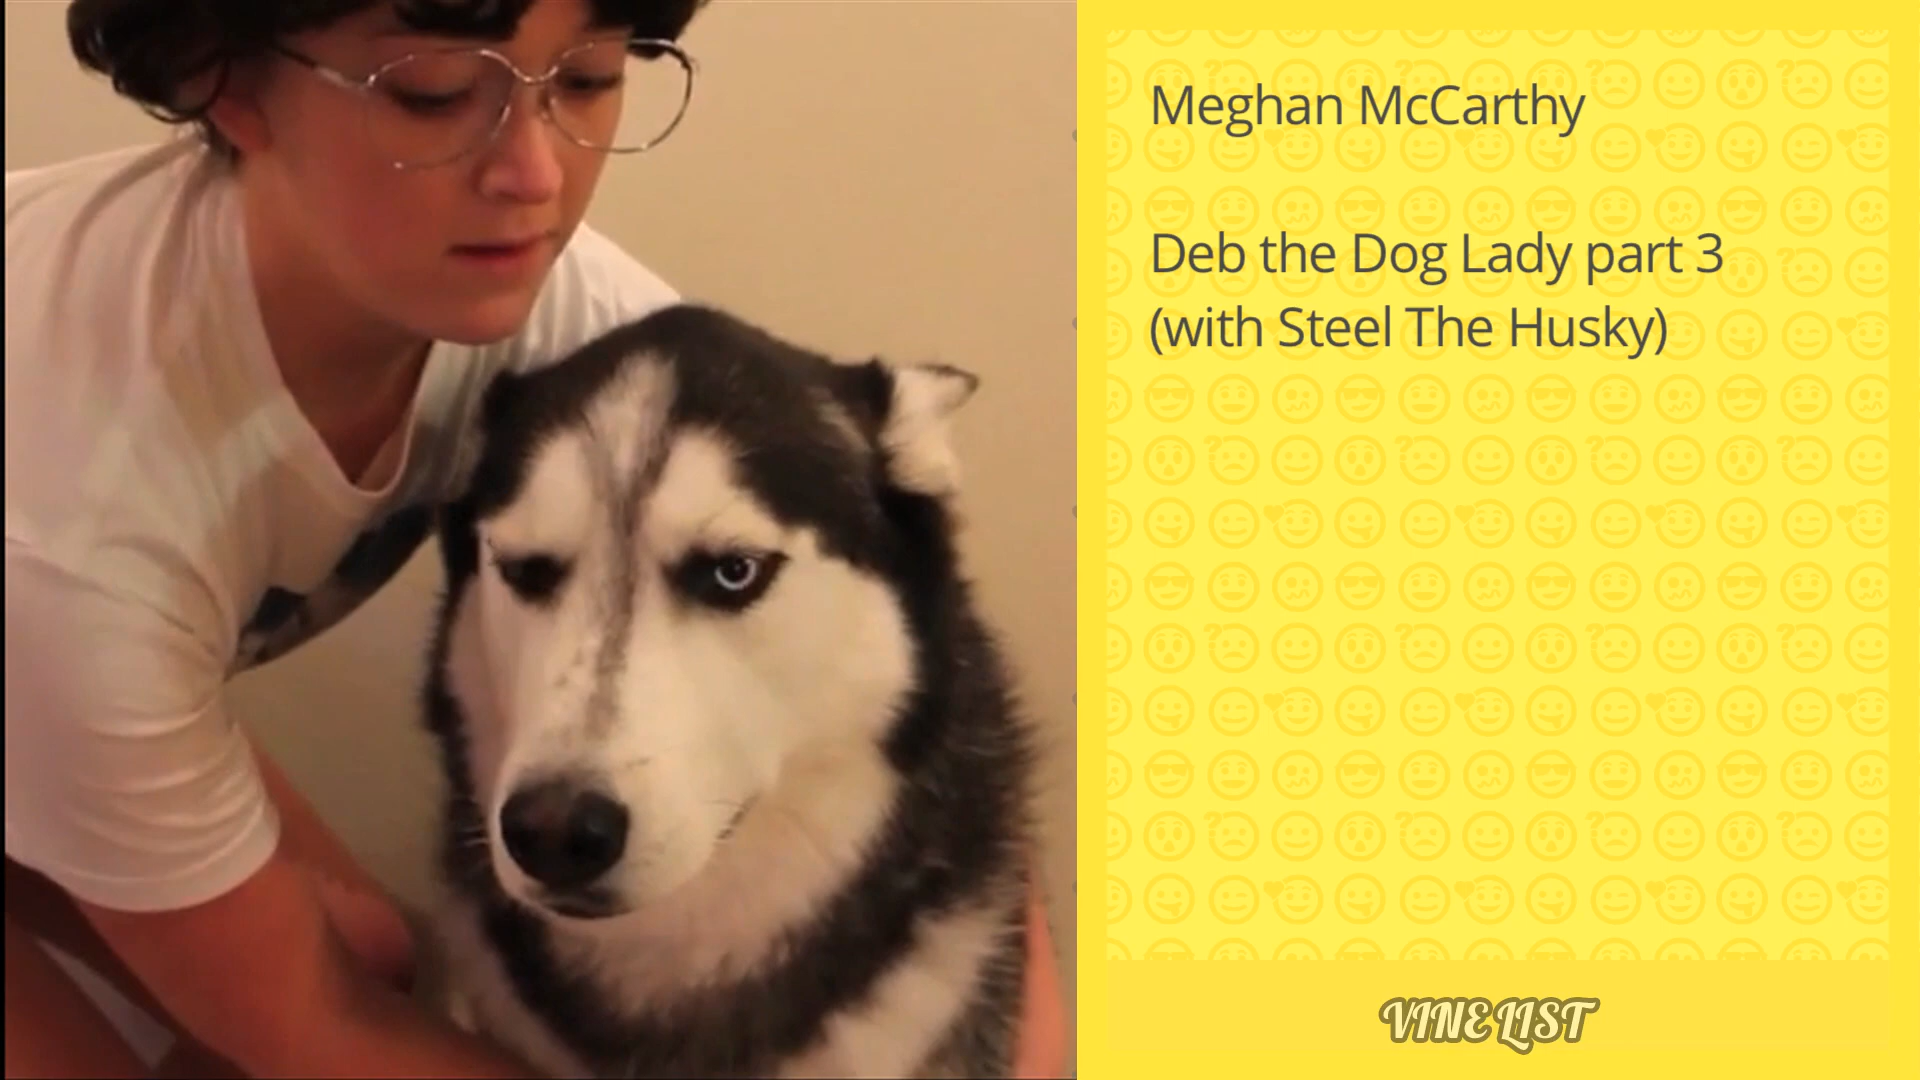 Meghan McCarthy
Deb the Dog Lady part 3
(with Steel The Husky)
VINE LIST